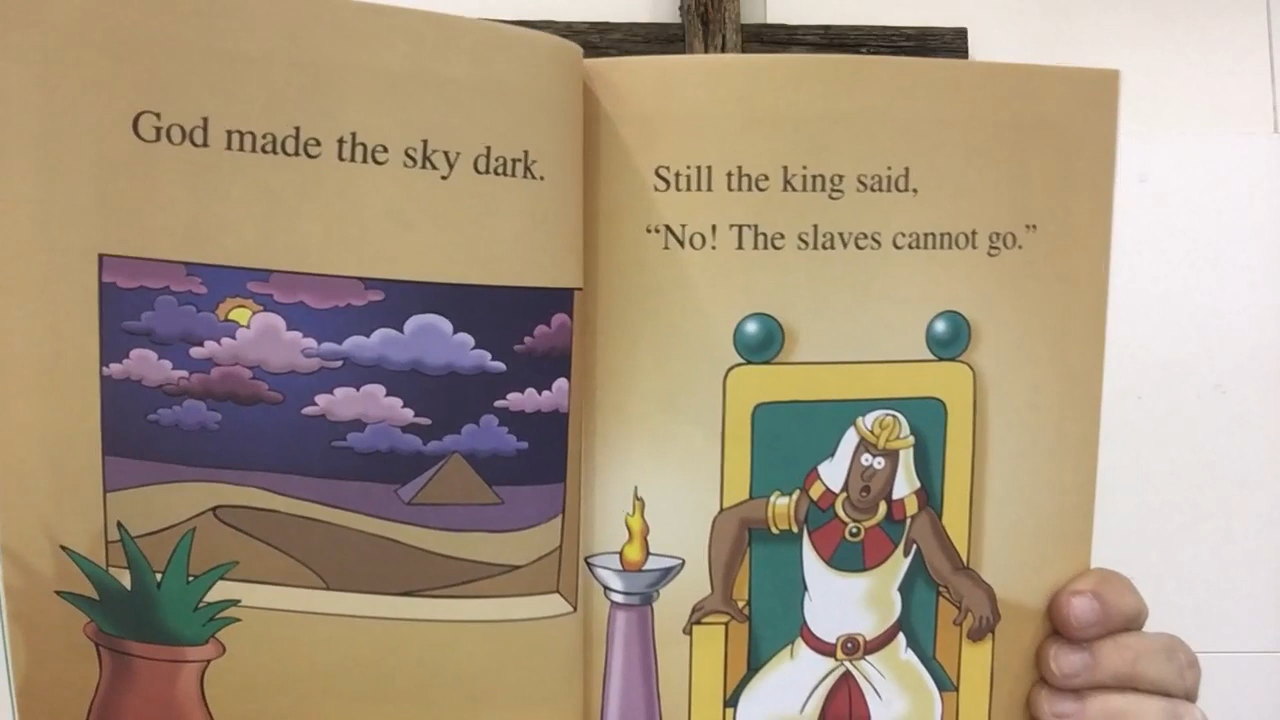 God made the sky dark.
Still the king said,
“No! The slaves cannot go.”